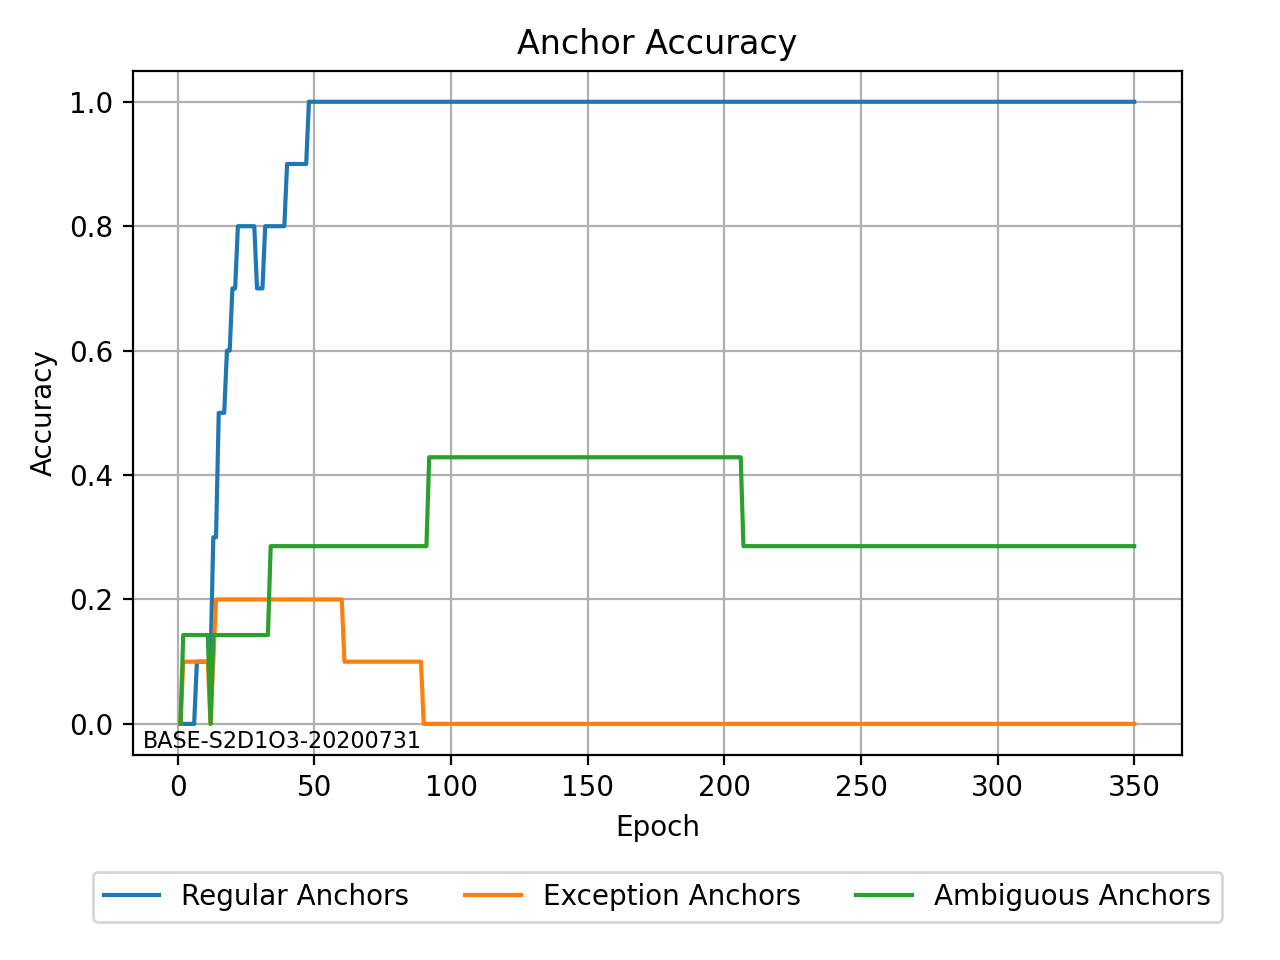 Anchor Accuracy
1.0
0.8
0.6
0.4
0.2
0.0
Accuracy
BASE-S2D1O3-20200731
0 50 100 150 200 250 300 350
Epoch
Regular Anchors Exception Anchors Ambiguous Anchors